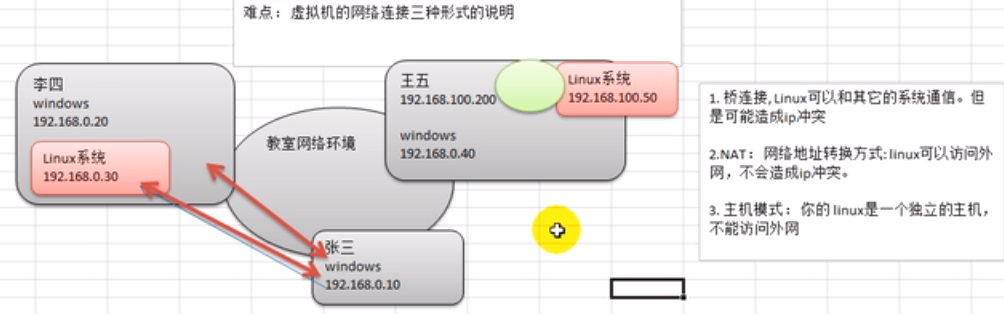 难点：虚拟机的网络连接三种形式的说明
李四
windows
192.168.0.20
Linux系统
192.168.0.30
教室网络环境
王五
192.168.100.200
windows
192.168.0.40
Linux系统
192.168.100.50
张三
windows
192.168.0.10
1. 桥连接,Linux可以和其它的系统通信。但
是可能造成ip冲突
2.NAT：网络地址转换方式:linux可以访问外
网，不会造成ip冲突。
3. 主机模式：你的linux是一个独立的主机，
不能访问外网